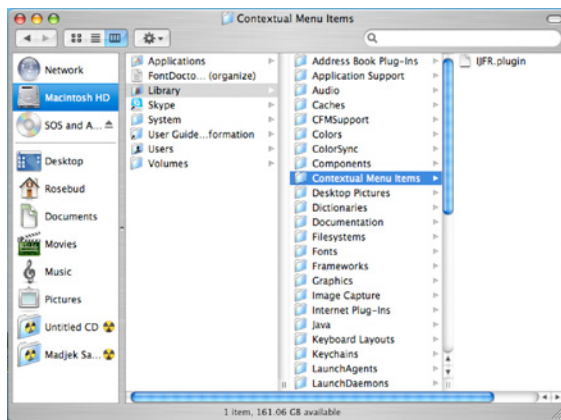 Contextual Menu Items
Network
Macintosh HD
SOS and A...
Desktop
Rosebud
Documents
Movies
Music
Pictures
Untitled CD
Madjek Sa...
Applications
FontDocto... (organize)
Library
Skype
System
User Guide...formation
Users
Volumes
Address Book Plug-Ins
Application Support
Audio
Caches
CFMSupport
Colors
ColorSync
Components
Contextual Menu Items
Desktop Pictures
Dictionaries
Documentation
Filesystems
Fonts
Frameworks
Graphics
Image Capture
Internet Plug-Ins
Java
Keyboard Layouts
Keychains
LaunchAgents
LaunchDaemons
IJFR.plugin
1 item, 161.06 GB available